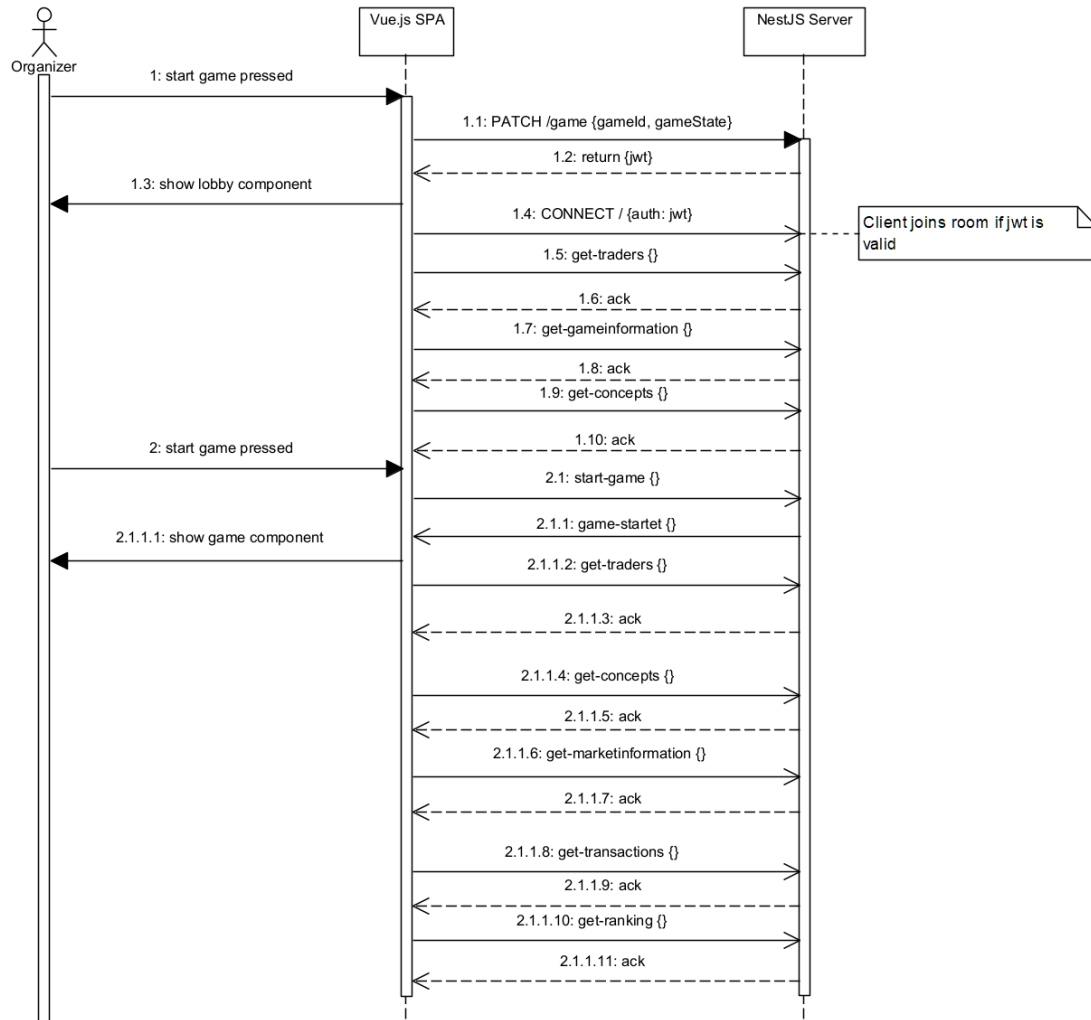 Vue.js SPA
NestJS Server
Organizer
1: start game pressed
1.1: PATCH /game {gameId, gameState}
1.2: return {jwt}
1.3: show lobby component
1.4: CONNECT / {auth: jwt}
Client joins room if jwt is
valid
1.5: get-traders {}
1.6: ack
1.7: get-gameinformation {}
1.8: ack
1.9: get-concepts {}
1.10: ack
2: start game pressed
2.1: start-game {}
2.1.1: game-startet {}
2.1.1.1: show game component
2.1.1.2: get-traders {}
2.1.1.3: ack
2.1.1.4: get-concepts {}
2.1.1.5: ack
2.1.1.6: get-marketinformation {}
2.1.1.7: ack
2.1.1.8: get-transactions {}
2.1.1.9: ack
2.1.1.10: get-ranking {}
2.1.1.11: ack